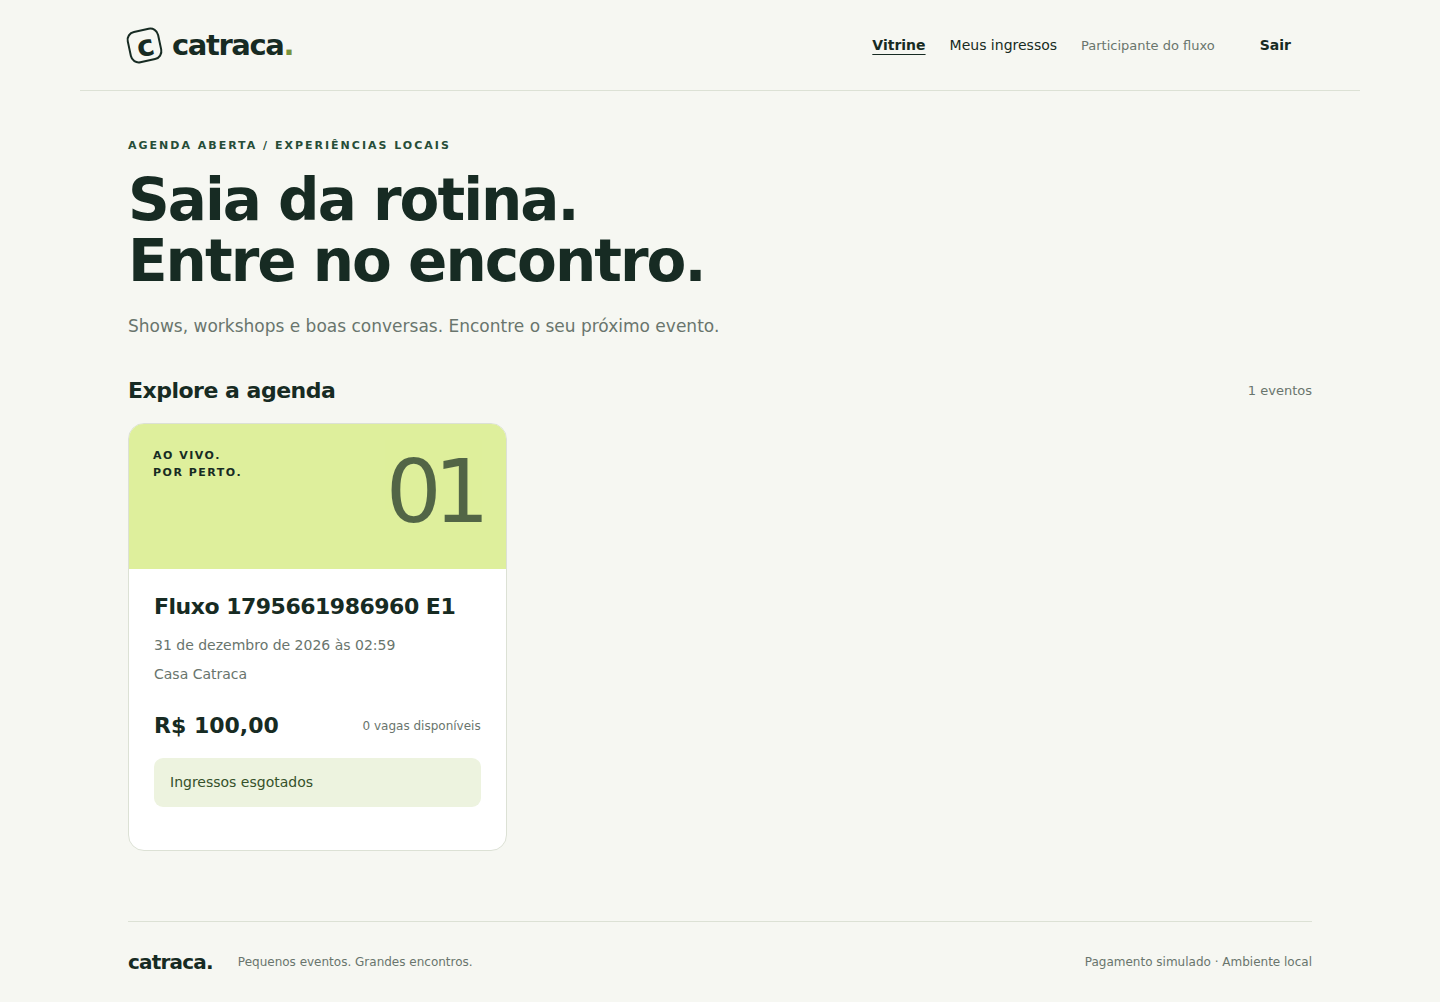 c catraca.
Vitrine
Meus ingressos
Participante do fluxo
Sair
AGENDA ABERTA / EXPERIÊNCIAS LOCAIS
Saia da rotina.
Entre no encontro.
Shows, workshops e boas conversas. Encontre o seu próximo evento.
Explore a agenda
1 eventos
AO VIVO.
POR PERTO.
01
Fluxo 1795661986960 E1
31 de dezembro de 2026 às 02:59
Casa Catraca
R$ 100,00
0 vagas disponíveis
Ingressos esgotados
catraca.
Pequenos eventos. Grandes encontros.
Pagamento simulado · Ambiente local